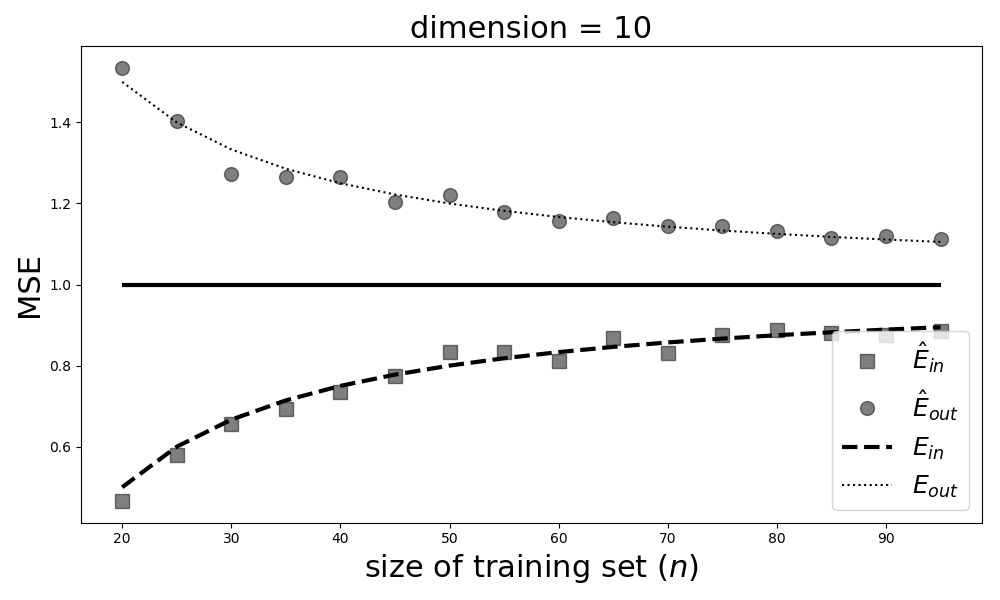 dimension = 10
MSE
1.4
1.2
1.0
0.8
0.6
20 30 40 50 60 70 80 90
size of training set (n)
Ê_in
Ê_out
E_in
E_out